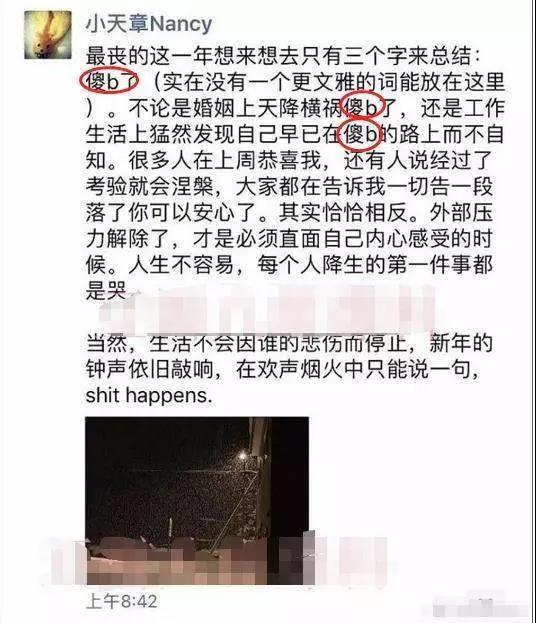 小天章Nancy
最丧的这一年想来想去只有三个字来总结：
傻b了（实在没有一个更文雅的词能放在这里
）。不论是婚姻上天降横祸傻b了，还是工作
生活上猛然发现自己早已在傻b的路上而不自
知。很多人在上周恭喜我，还有人说经过了
考验就会涅槃，大家都在告诉我一切告一段
落了你可以安心了。其实恰恰相反。外部压
力解除了，才是必须直面自己内心感受的时
候。人生不容易，每个人降生的第一件事都
是哭。
当然，生活不会因谁的悲伤而停止，新年的
钟声依旧敲响，在欢声烟火中只能说一句，
shit happens.
上午8:42